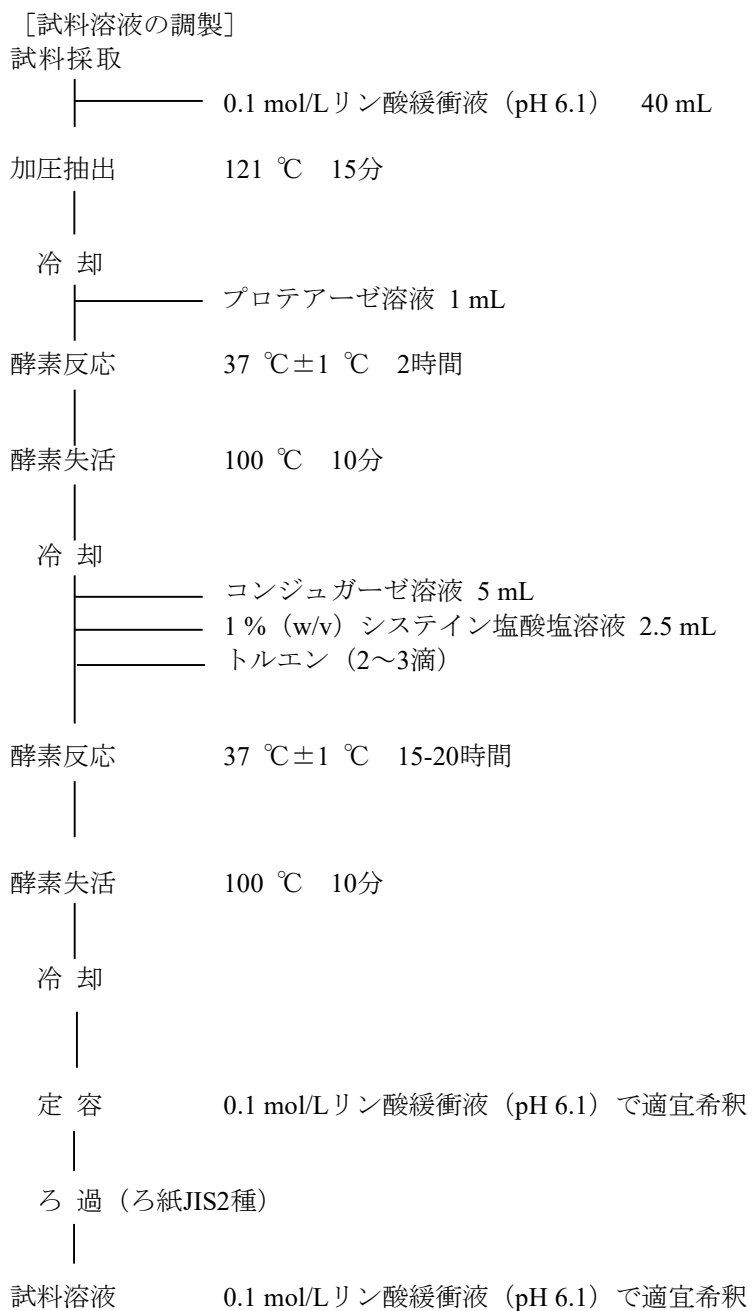 ［試料溶液の調製］
試料採取
0.1 mol/Lリン酸緩衝液（pH 6.1） 40 mL
加圧抽出 121 ℃ 15分
冷 却
プロテアーゼ溶液 1 mL
酵素反応 37 ℃±1 ℃ 2時間
酵素失活 100 ℃ 10分
冷 却
コンジュガーゼ溶液 5 mL
1 %（w/v）システイン塩酸塩溶液 2.5 mL
トルエン（2～3滴）
酵素反応 37 ℃±1 ℃ 15-20時間
酵素失活 100 ℃ 10分
冷 却
定 容 0.1 mol/Lリン酸緩衝液（pH 6.1）で適宜希釈
ろ 過（ろ紙JIS2種）
試料溶液 0.1 mol/Lリン酸緩衝液（pH 6.1）で適宜希釈